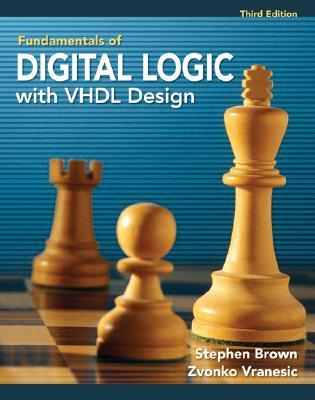 Third Edition
Fundamentals of
DIGITAL LOGIC
with VHDL Design
Stephen Brown
Zvonko Vranesic